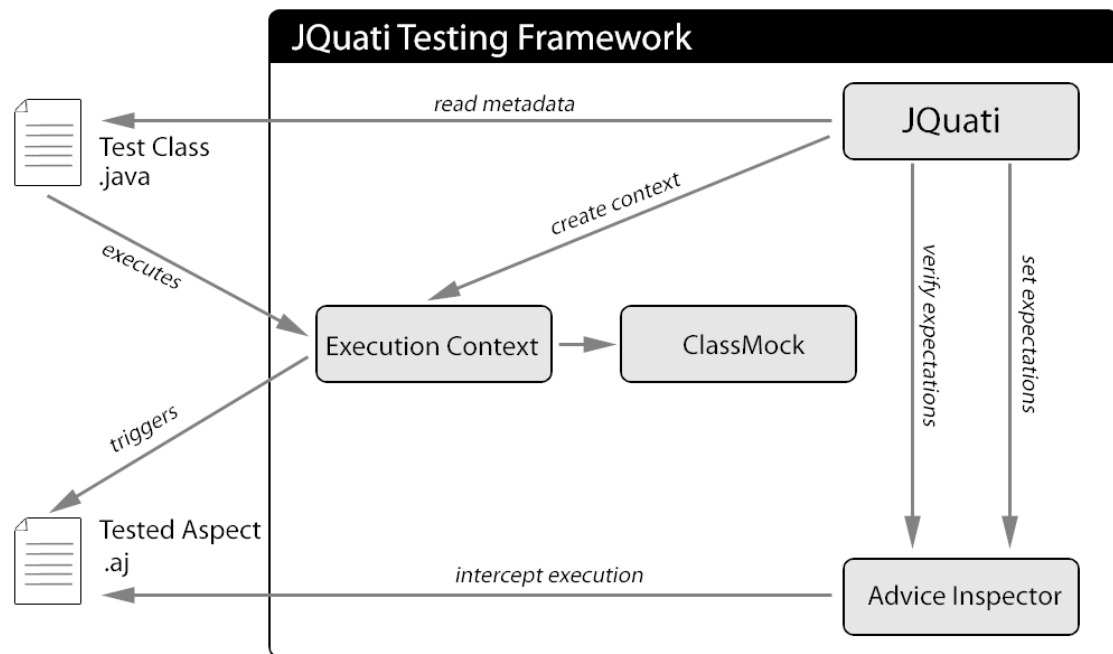 JQuati Testing Framework
read metadata
JQuati
Test Class
.java
create context
executes
verify expectations
set expectations
Execution Context
ClassMock
triggers
Tested Aspect
.aj
intercept execution
Advice Inspector